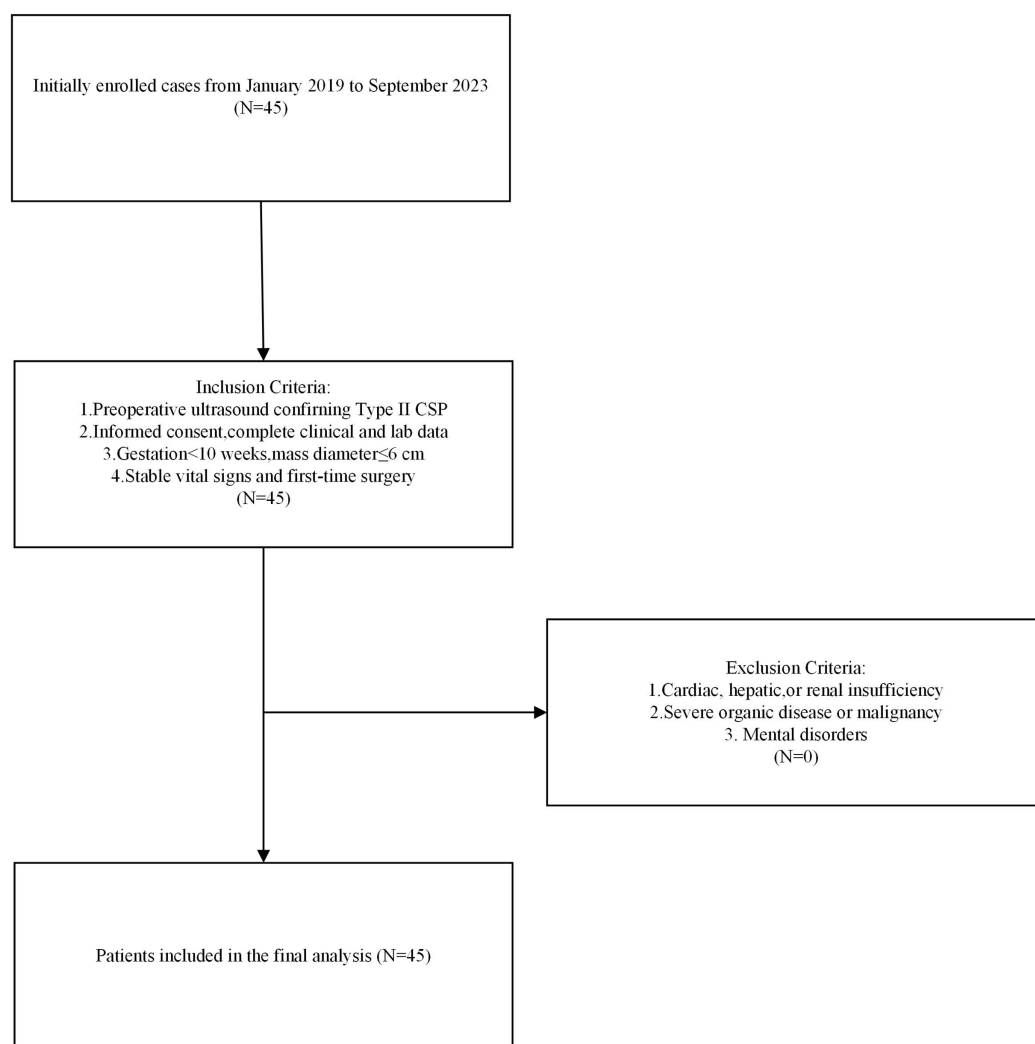 Initially enrolled cases from January 2019 to September 2023
(N=45)
Inclusion Criteria:
1.Preoperative ultrasound confirning Type II CSP
2.Informed consent,complete clinical and lab data
3.Gestation<10 weeks,mass diameter≤6 cm
4.Stable vital signs and first-time surgery
(N=45)
Exclusion Criteria:
1.Cardiac, hepatic,or renal insufficiency
2.Severe organic disease or malignancy
3. Mental disorders
(N=0)
Patients included in the final analysis (N=45)